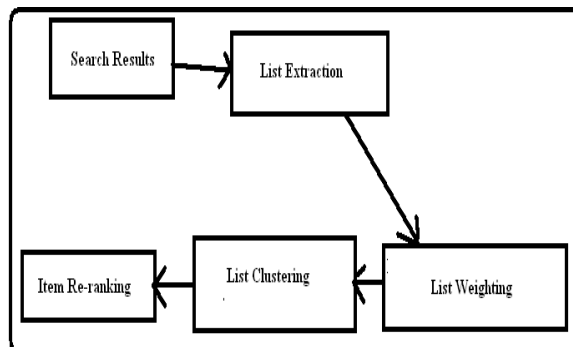 Search Results
List Extraction
List Weighting
List Clustering
Item Re-ranking